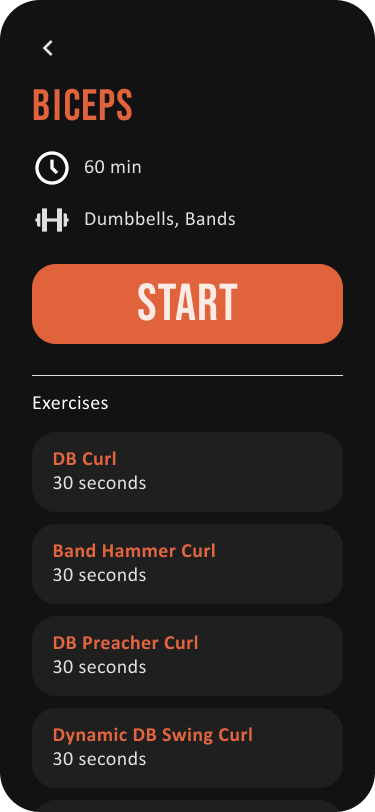 BICEPS
60 min
Dumbbells, Bands
START
Exercises
DB Curl
30 seconds
Band Hammer Curl
30 seconds
DB Preacher Curl
30 seconds
Dynamic DB Swing Curl
30 seconds